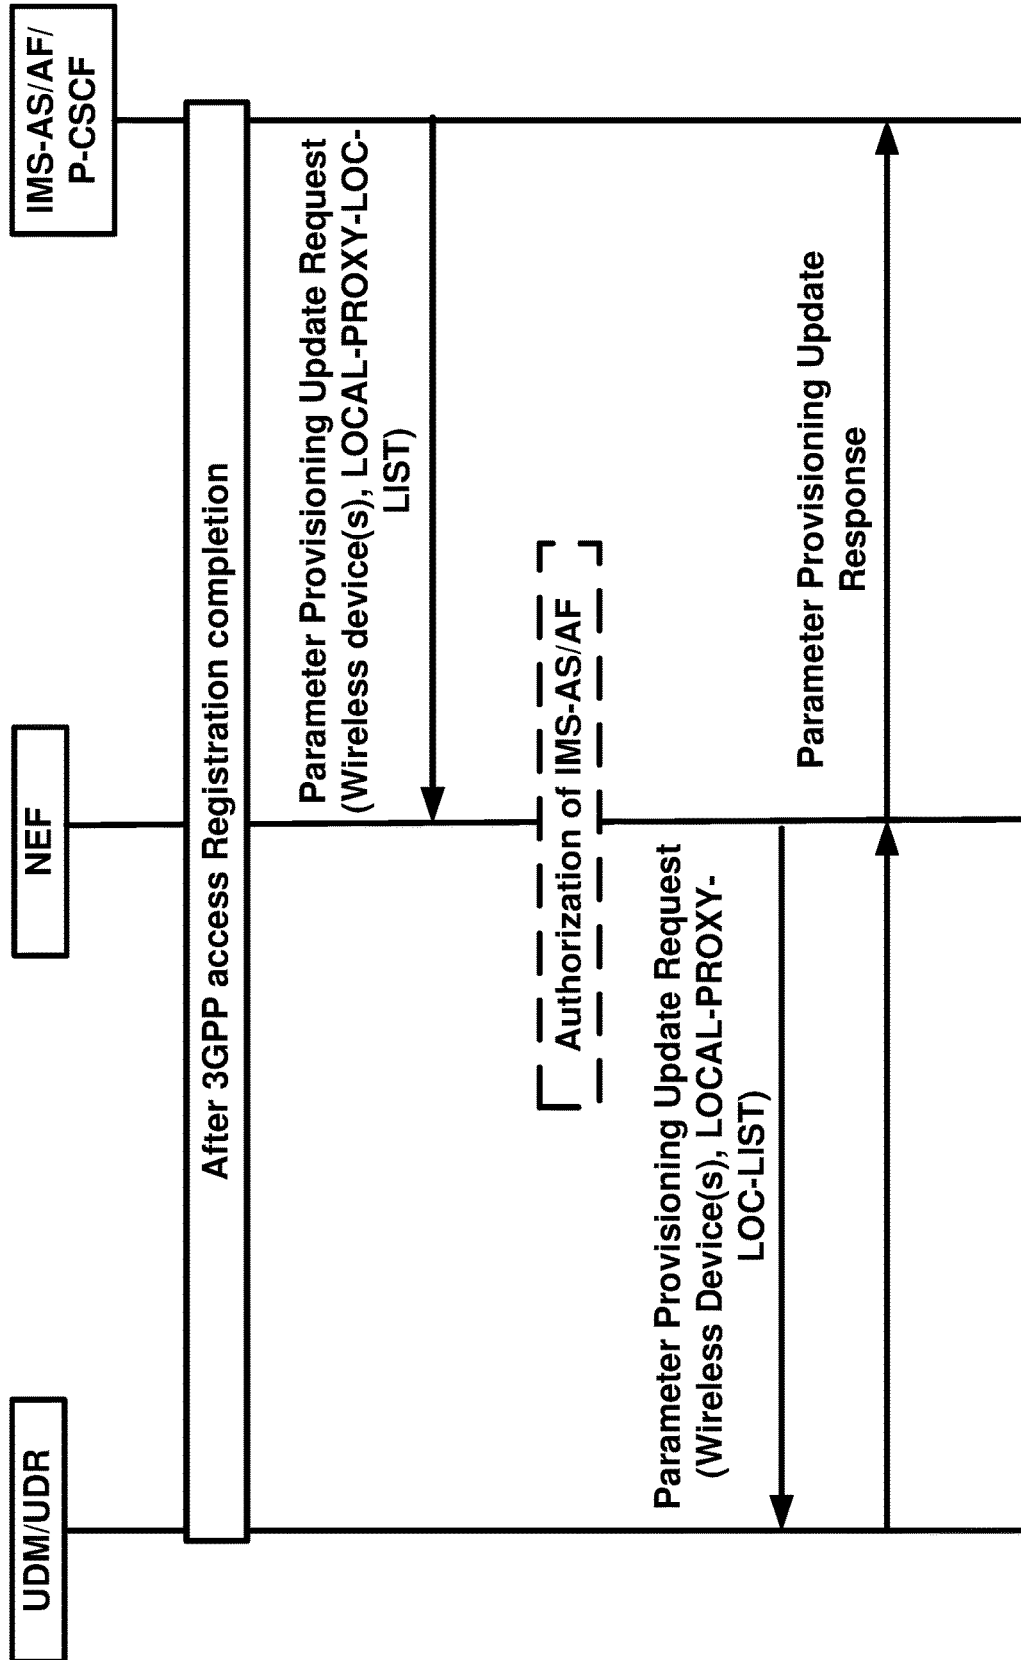 UDM/UDR
NEF
IMS-AS/AF/
P-CSCF
After 3GPP access Registration completion
Parameter Provisioning Update Request
(Wireless device(s), LOCAL-PROXY-LOC-
LIST)
Authorization of IMS-AS/AF
Parameter Provisioning Update Request
(Wireless Device(s), LOCAL-PROXY-
LOC-LIST)
Parameter Provisioning Update
Response